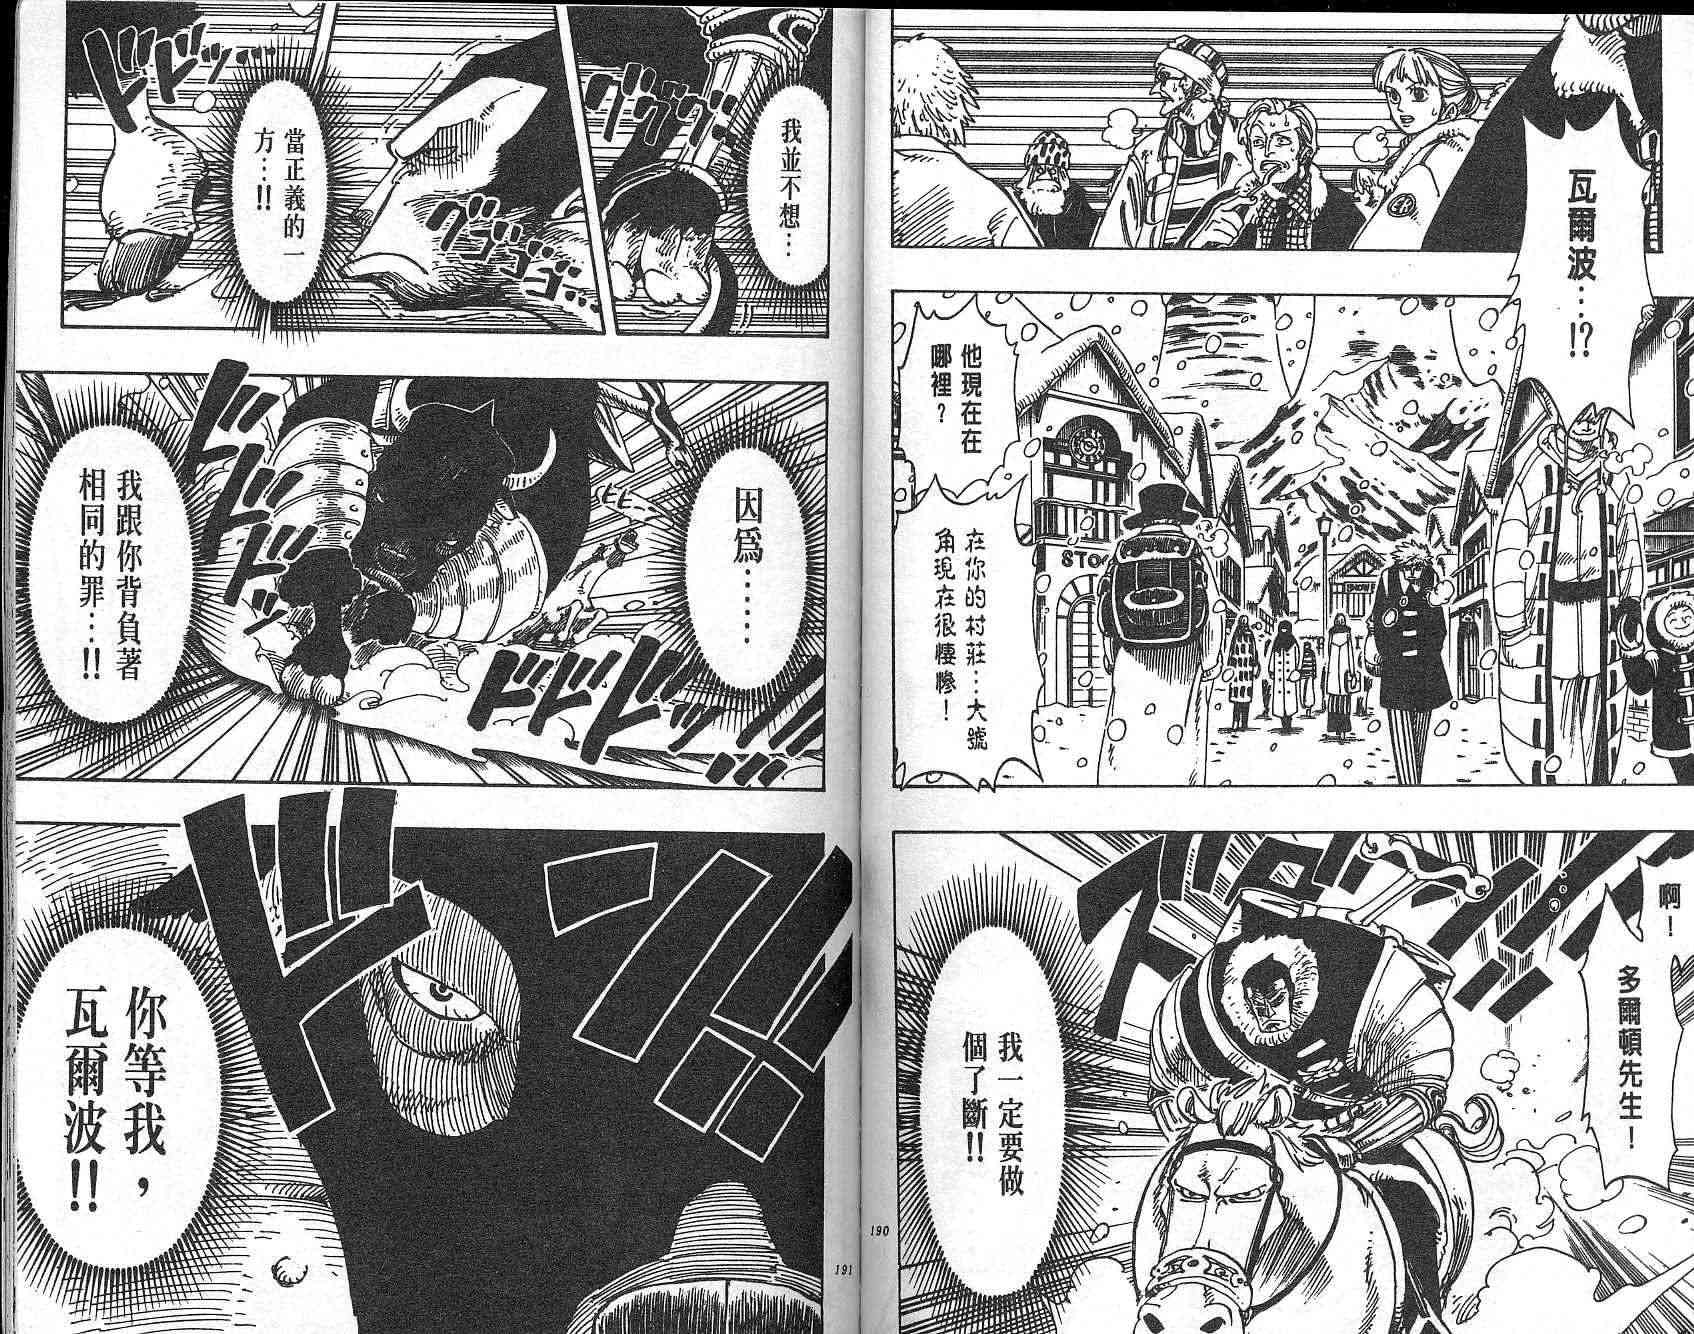 瓦爾波…!?
他現在在
哪裡？
在你的村莊…大號
角現在很悽慘！
STO
啊！
多爾頓先生！
我一定要做
個了斷!!
190
我並不想…
當正義的一
方…!!
因爲……
我跟你背負著
相同的罪…!!
你等我，
瓦爾波!!
191